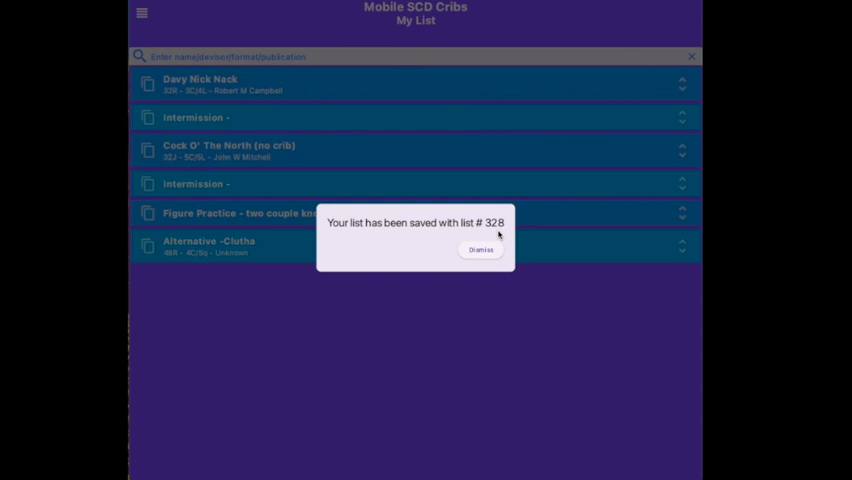 Mobile SCD Cribs
My List
Enter name/deviser/format/publication
Davy Nick Nack
32R - 3C/4L - Robert M Campbell
Intermission -
Cock O' The North (no crib)
32J - 5C/5L - John W Mitchell
Intermission -
Figure Practice - two couple
Your list has been saved with list # 328
Dismiss
Alternative -Clutha
48R - 4C/Sq - Unknown